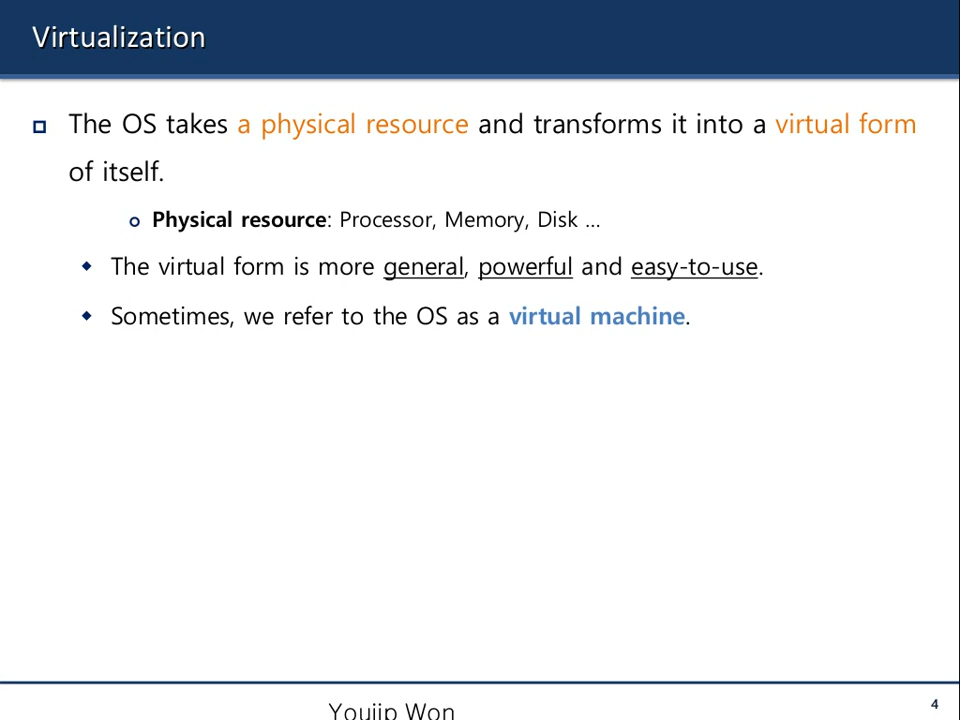 Virtualization
The OS takes a physical resource and transforms it into a virtual form
of itself.
Physical resource: Processor, Memory, Disk ...
The virtual form is more general, powerful and easy-to-use.
Sometimes, we refer to the OS as a virtual machine.
Youjip Won
4